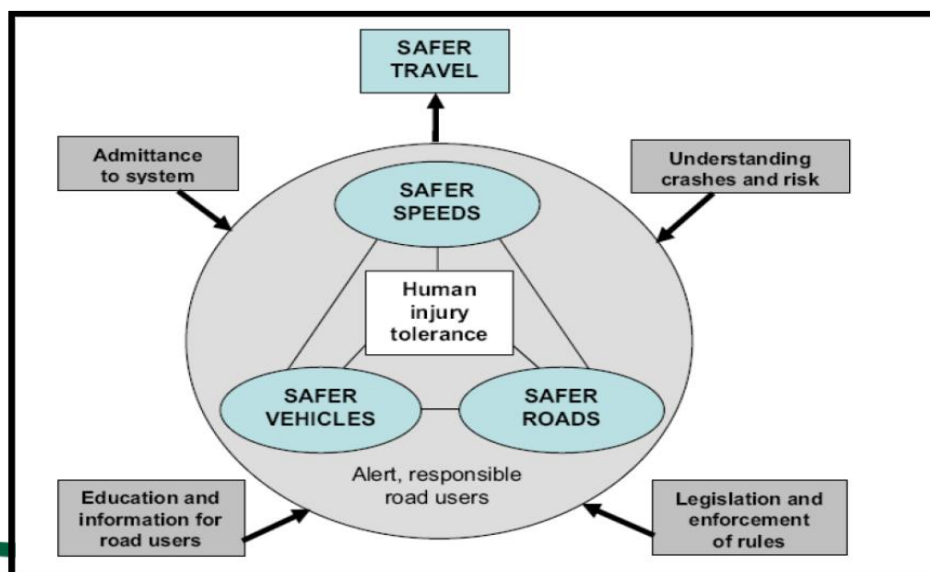 SAFER
TRAVEL
Admittance
to system
Understanding
crashes and risk
SAFER
SPEEDS
Human
injury
tolerance
SAFER
VEHICLES
SAFER
ROADS
Alert, responsible
road users
Education and
information for
road users
Legislation and
enforcement
of rules